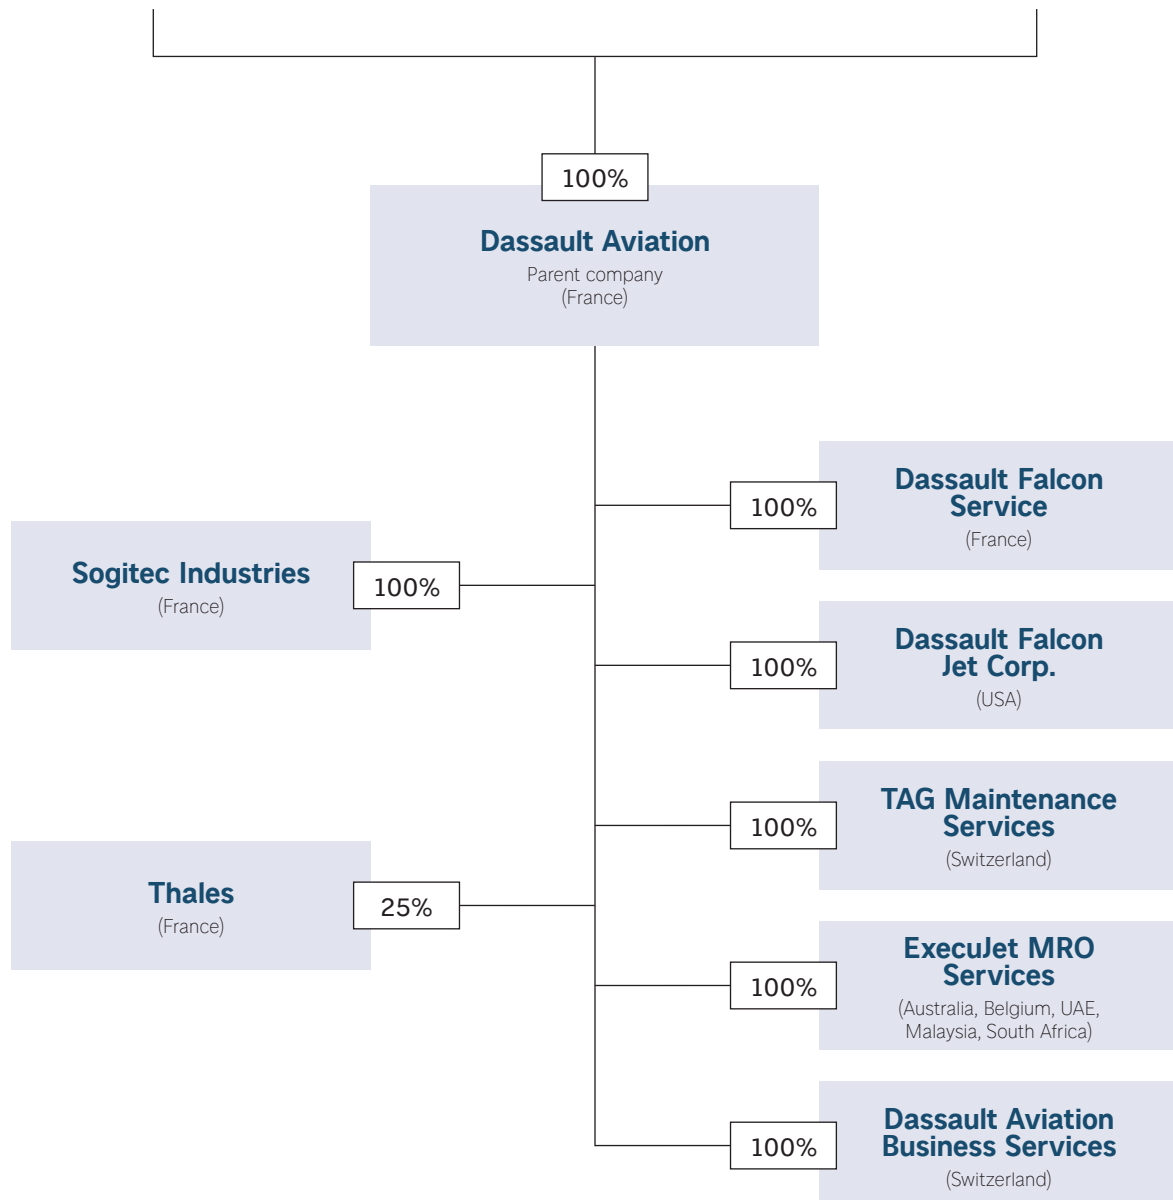 100%
Dassault Aviation
Parent company
(France)
100%
Dassault Falcon
Service
(France)
Sogitec Industries
(France)
100%
100%
Dassault Falcon
Jet Corp.
(USA)
100%
TAG Maintenance
Services
(Switzerland)
Thales
(France)
25%
100%
ExecuJet MRO
Services
(Australia, Belgium, UAE,
Malaysia, South Africa)
100%
Dassault Aviation
Business Services
(Switzerland)